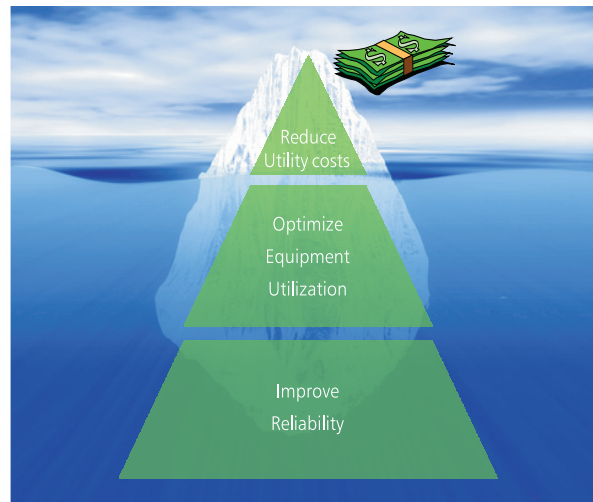 Reduce
Utility costs
Optimize
Equipment
Utilization
Improve
Reliability